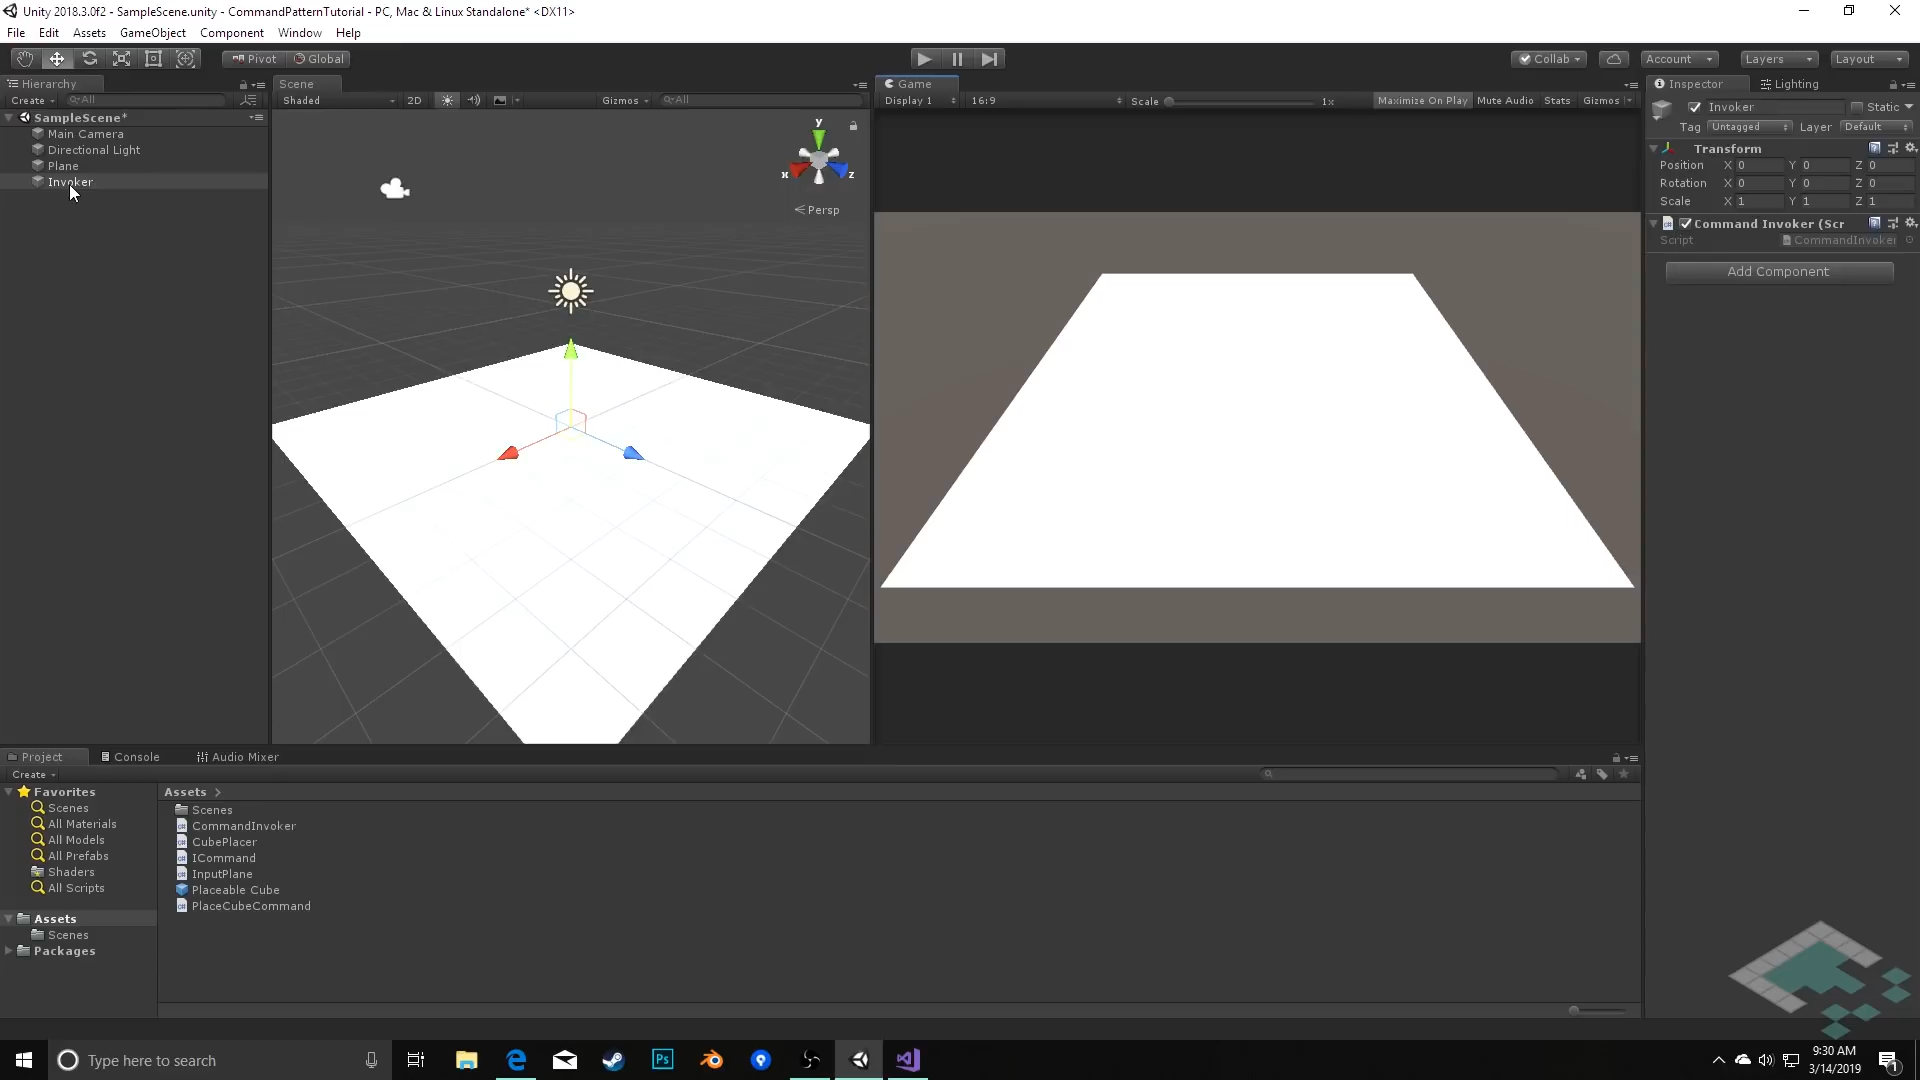 Unity 2018.3.0f2 - SampleScene.unity - CommandPatternTutorial - PC, Mac & Linux Standalone* <DX11>
File Edit Assets GameObject Component Window Help
Pivot Global Collab Account Layers Layout
Hierarchy
Create All
SampleScene*
Main Camera
Directional Light
Plane
Invoker
Scene
Shaded 2D Gizmos All
y
x z
Persp
Game
Display 1 16:9 Scale 1x Maximize On Play Mute Audio Stats Gizmos
Inspector Lighting
Invoker Static
Tag Untagged Layer Default
Transform
Position X 0 Y 0 Z 0
Rotation X 0 Y 0 Z 0
Scale X 1 Y 1 Z 1
Command Invoker (Scr
Script CommandInvoker
Add Component
Project Console Audio Mixer
Create
Favorites
Scenes
All Materials
All Models
All Prefabs
Shaders
All Scripts
Assets
Scenes
Packages
Assets
Scenes
CommandInvoker
CubePlacer
ICommand
InputPlane
Placeable Cube
PlaceCubeCommand
Type here to search
Ps
9:30 AM
3/14/2019
1